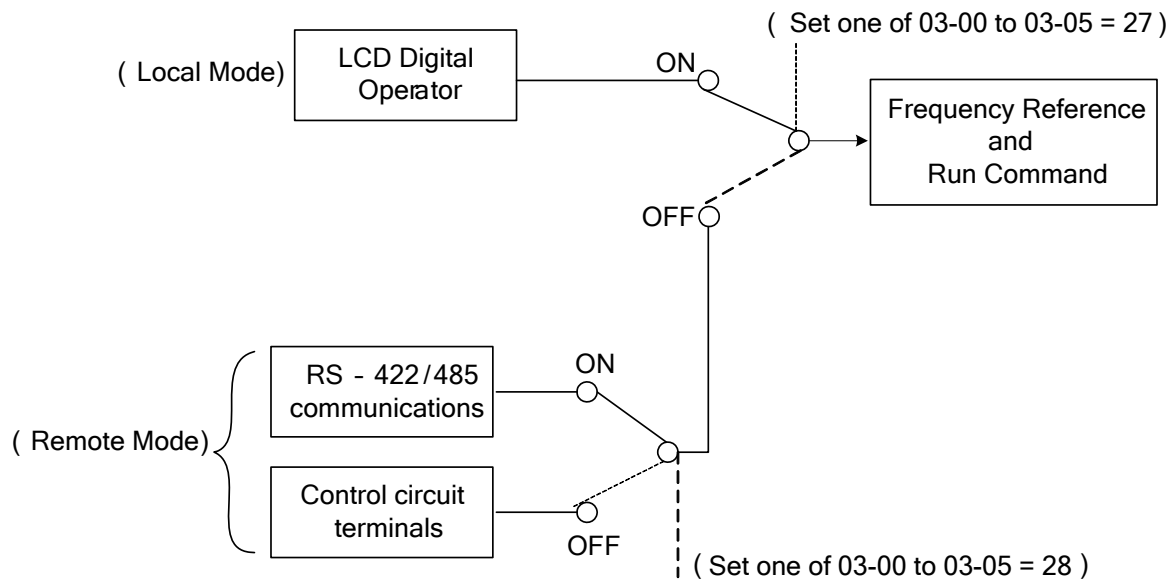 ( Set one of 03-00 to 03-05 = 27 )
( Local Mode)
LCD Digital
Operator
ON
Frequency Reference
and
Run Command
OFF
RS - 422/485
communications
ON
( Remote Mode)
Control circuit
terminals
OFF
( Set one of 03-00 to 03-05 = 28 )